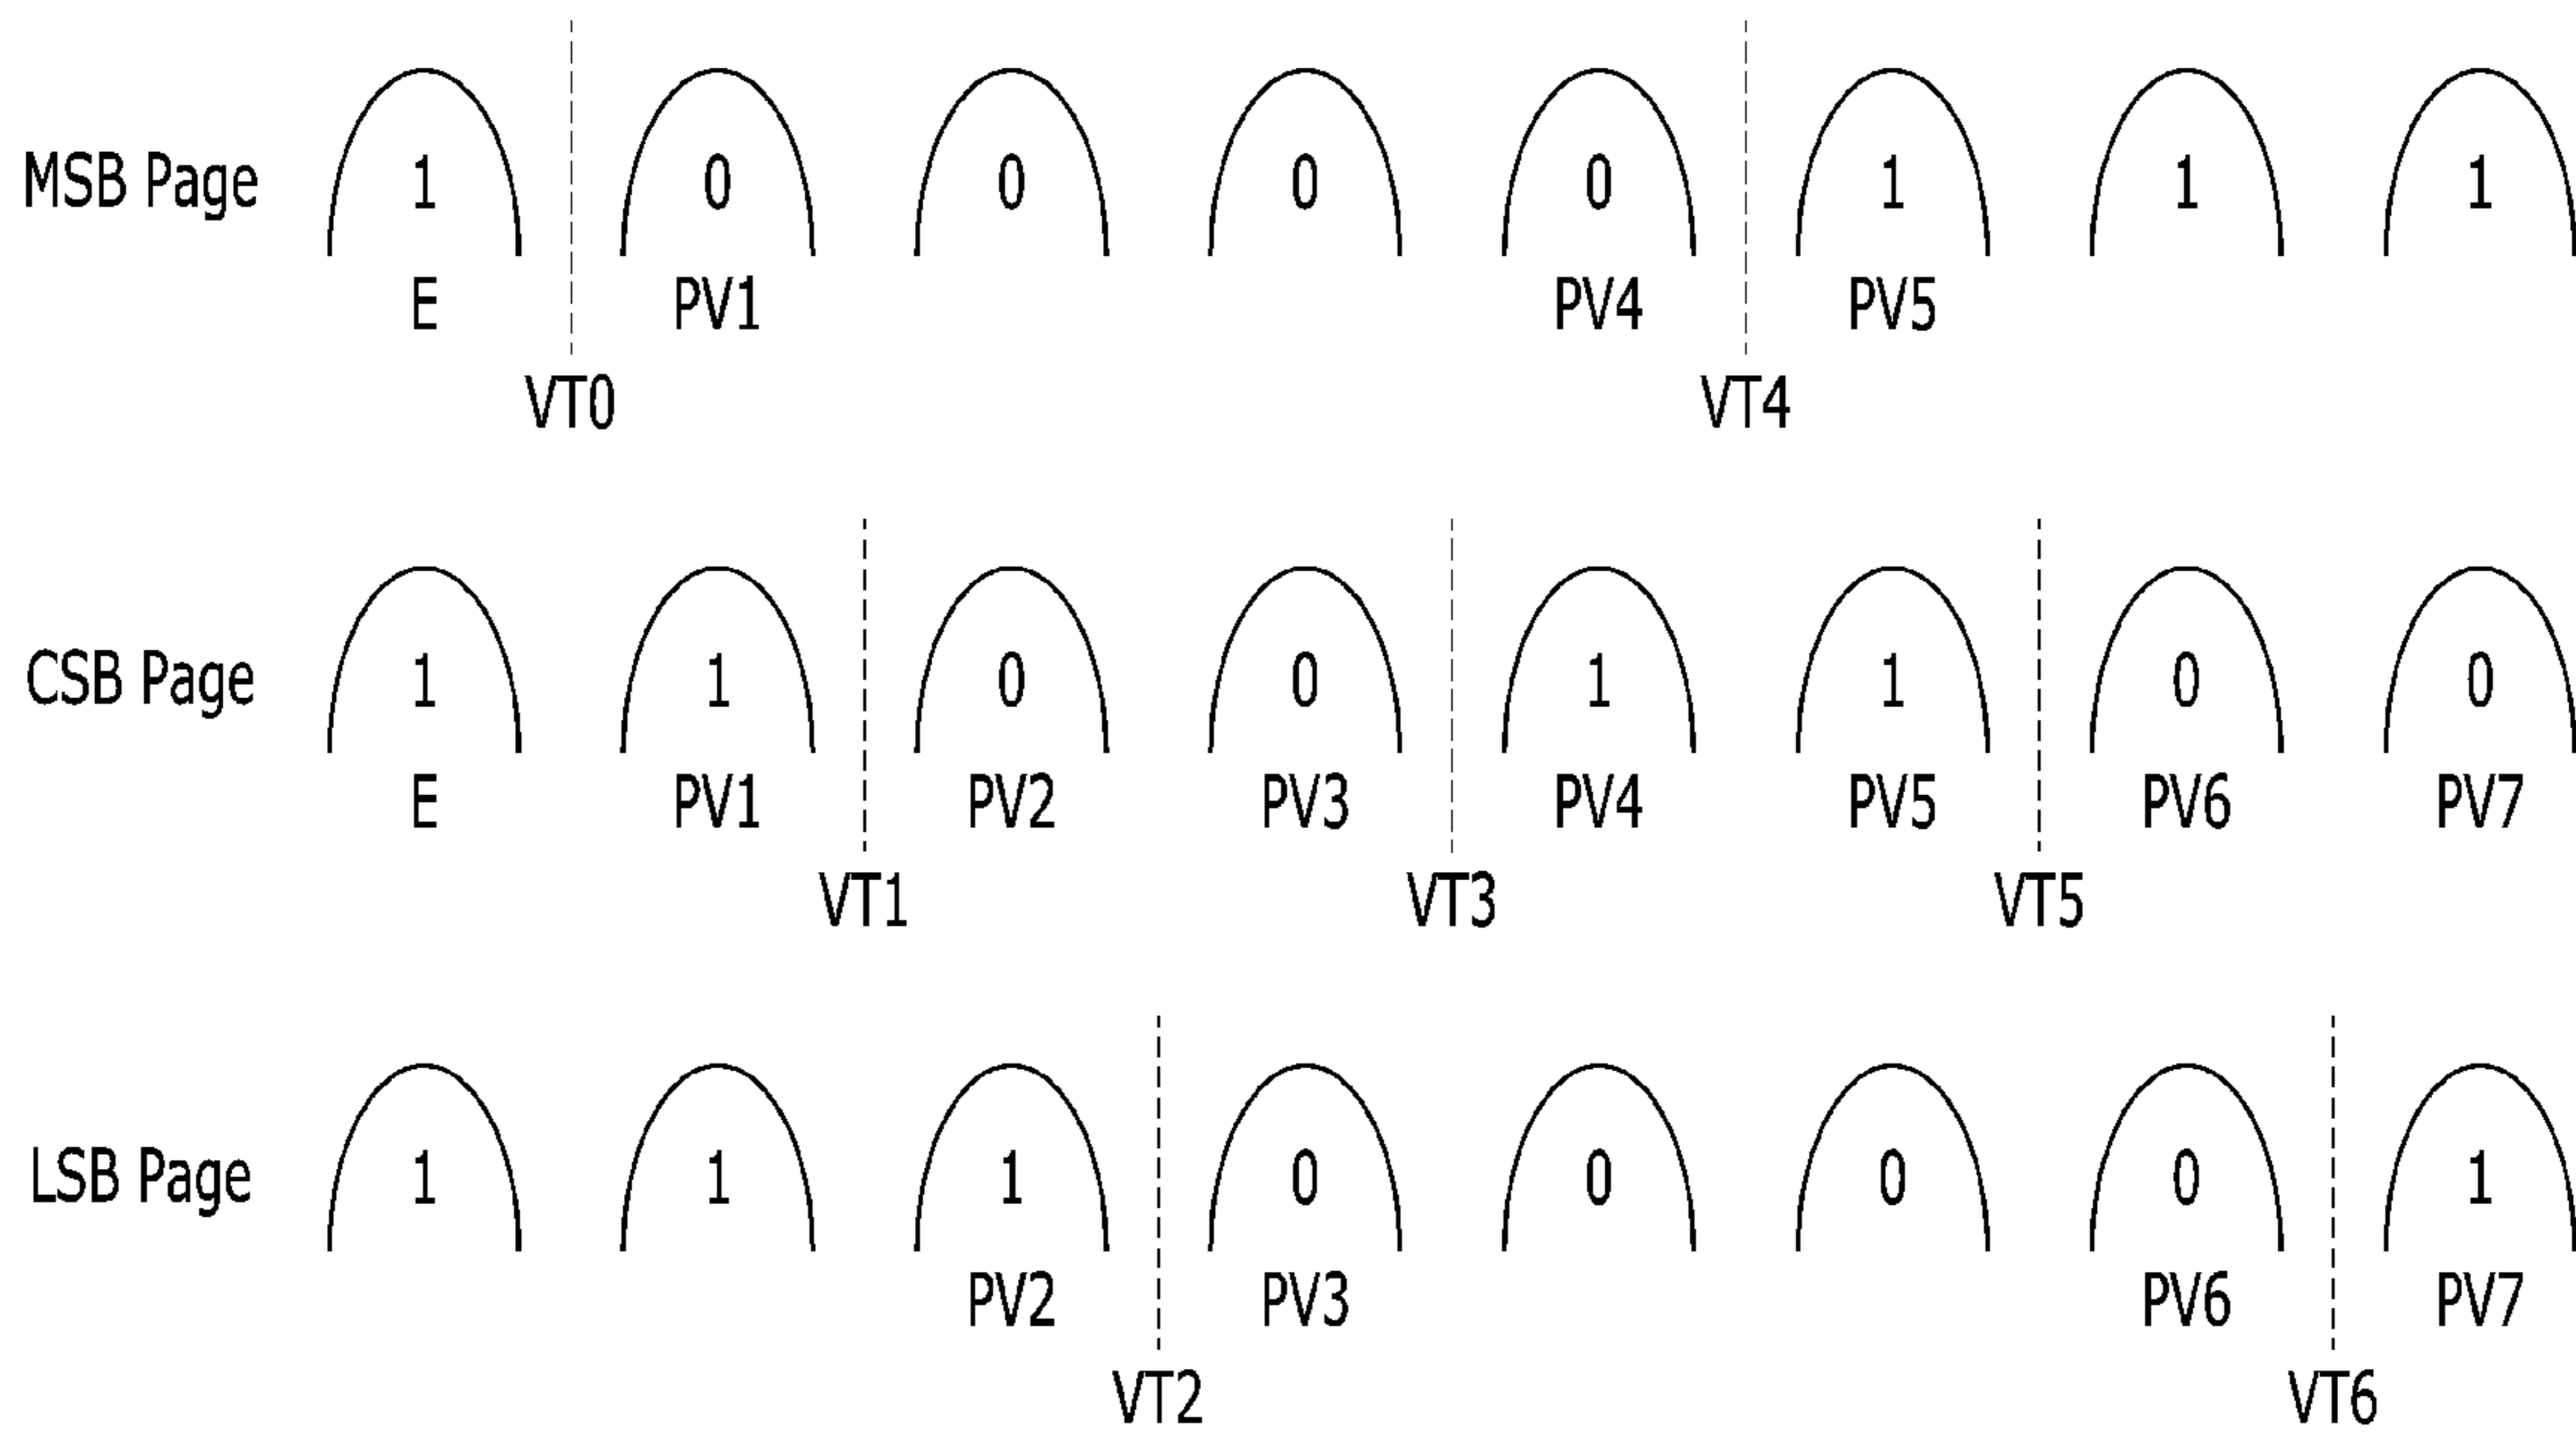 MSB Page 1 0 0 0 0 1 1 1
E PV1 PV4 PV5
VT0 VT4
CSB Page 1 1 0 0 1 1 0 0
E PV1 PV2 PV3 PV4 PV5 PV6 PV7
VT1 VT3 VT5
LSB Page 1 1 1 0 0 0 0 1
PV2 PV3 PV6 PV7
VT2 VT6